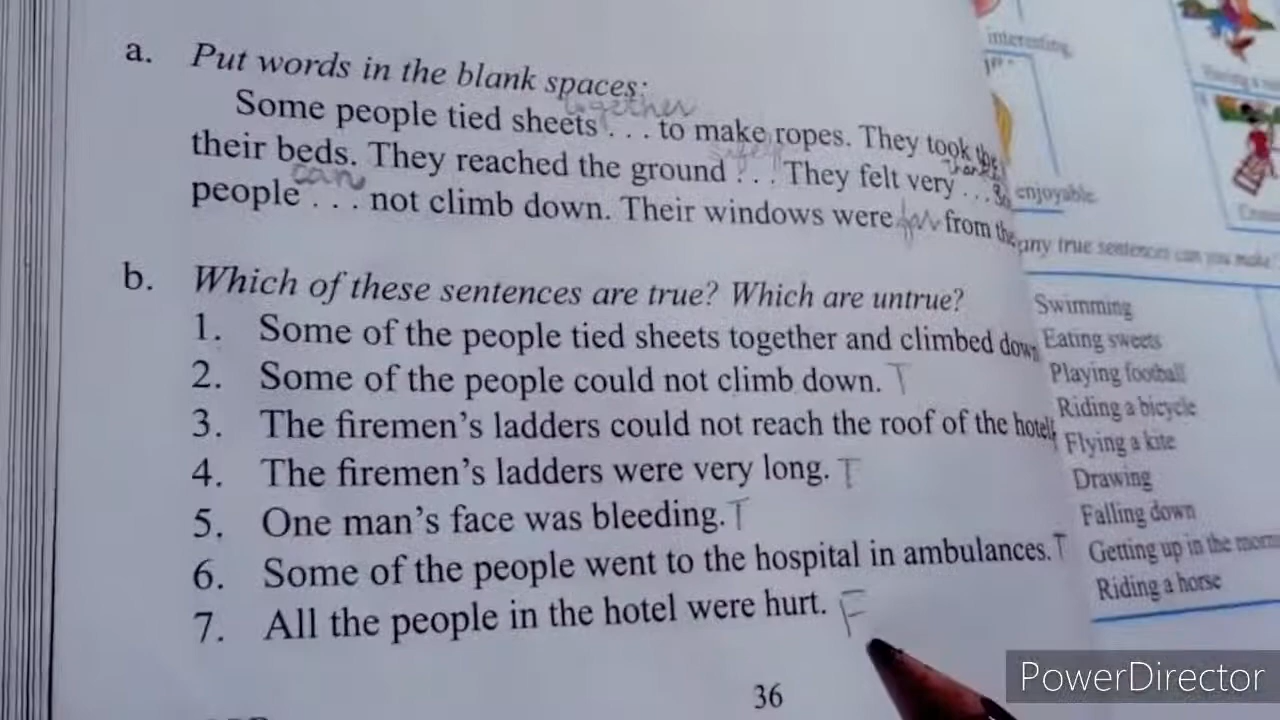 a. Put words in the blank spaces:
together
Some people tied sheets . . . to make ropes. They took the
their beds. They reached the ground . . . They felt very . . .
can
people . . . not climb down. Their windows were far from the
b. Which of these sentences are true? Which are untrue?
1. Some of the people tied sheets together and climbed down
2. Some of the people could not climb down. T
3. The firemen's ladders could not reach the roof of the hotel
4. The firemen's ladders were very long. T
5. One man's face was bleeding. T
6. Some of the people went to the hospital in ambulances. T
7. All the people in the hotel were hurt. F
36
interesting
enjoyable.
any true sentences can you make
Swimming
Eating sweets
Playing football
Riding a bicycle
Flying a kite
Drawing
Falling down
Getting up in the morn
Riding a horse
PowerDirector